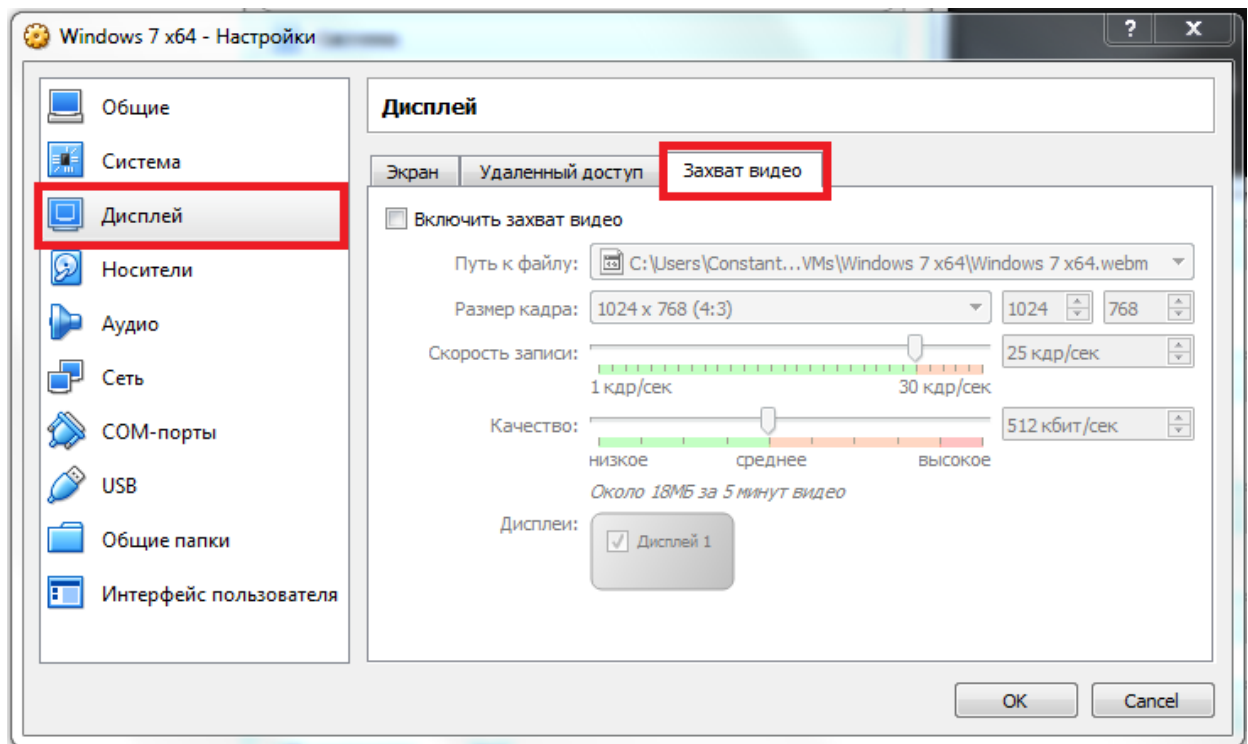 Windows 7 x64 - Настройки
Общие
Система
Дисплей
Носители
Аудио
Сеть
COM-порты
USB
Общие папки
Интерфейс пользователя
Дисплей
Экран Удаленный доступ Захват видео
Включить захват видео
Путь к файлу: C:\Users\Constant...VMs\Windows 7 x64\Windows 7 x64.webm
Размер кадра: 1024 x 768 (4:3) 1024 768
Скорость записи: 25 кдр/сек
1 кдр/сек 30 кдр/сек
Качество: 512 кбит/сек
низкое среднее высокое
Около 18МБ за 5 минут видео
Дисплеи: Дисплей 1
OK Cancel